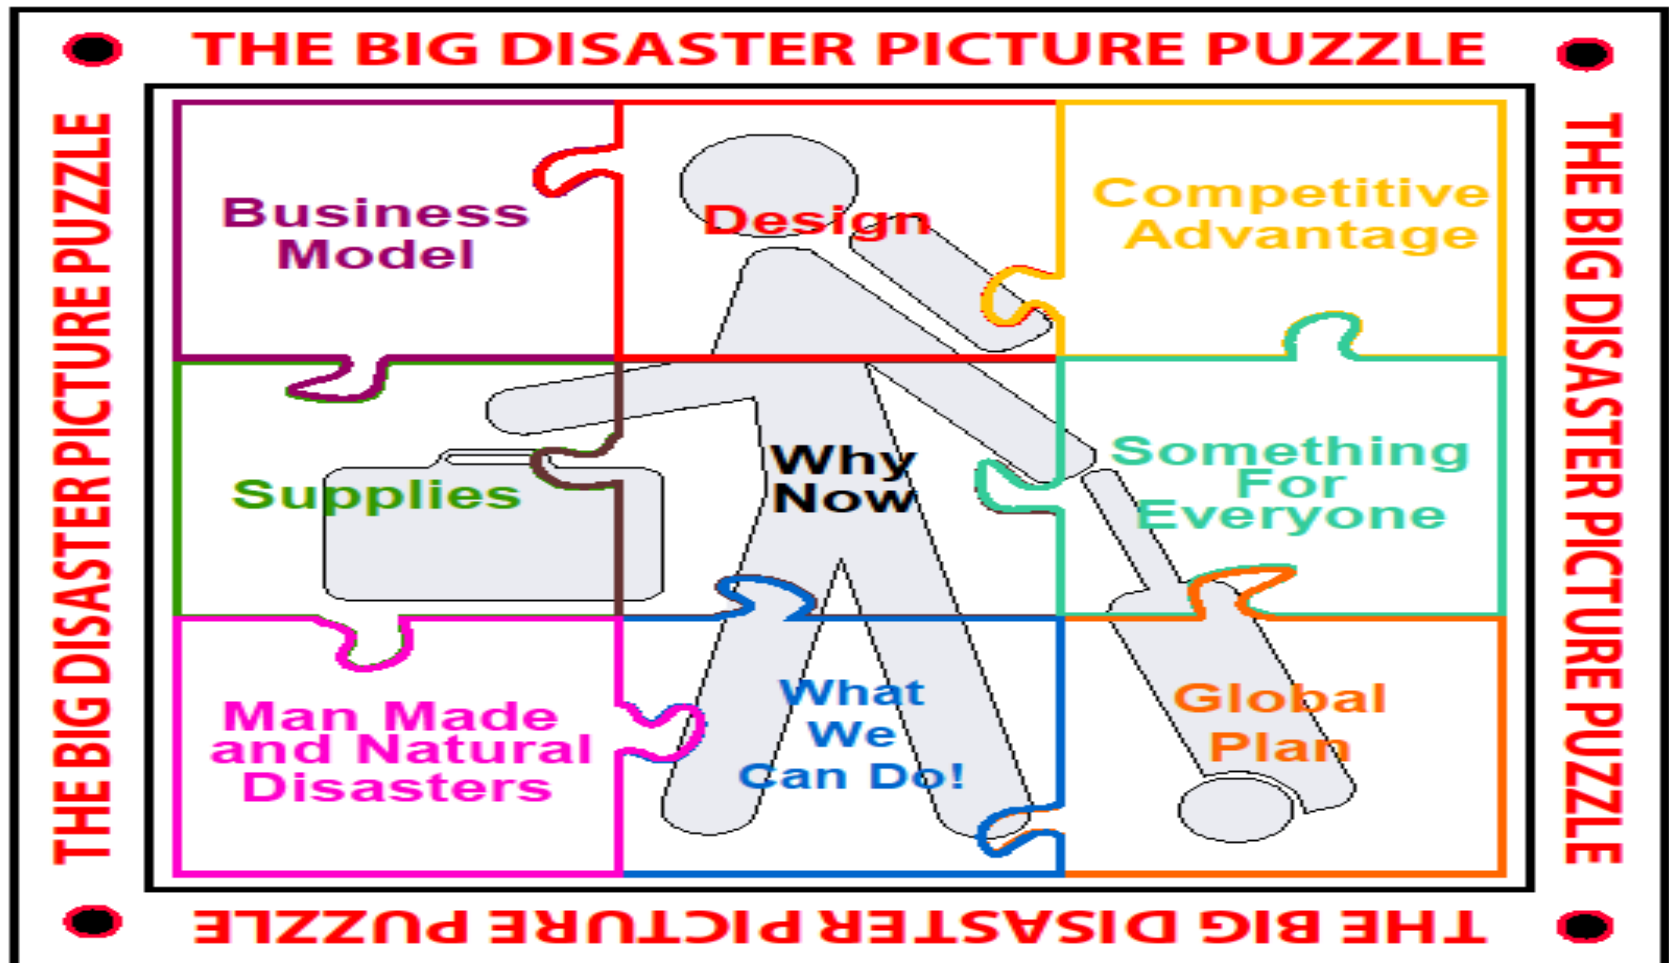 THE BIG DISASTER PICTURE PUZZLE
THE BIG DISASTER PICTURE PUZZLE
THE BIG DISASTER PICTURE PUZZLE
Business
Model
Design
Competitive
Advantage
Supplies
Why
Now
Something
For
Everyone
Man Made
and Natural
Disasters
What
We
Can Do!
Global
Plan
THE BIG DISASTER PICTURE PUZZLE